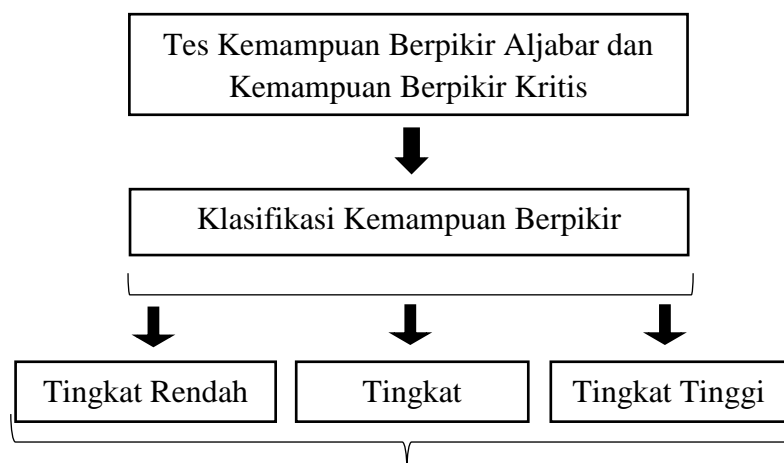 Tes Kemampuan Berpikir Aljabar dan
Kemampuan Berpikir Kritis
Klasifikasi Kemampuan Berpikir
Tingkat Rendah
Tingkat
Tingkat Tinggi